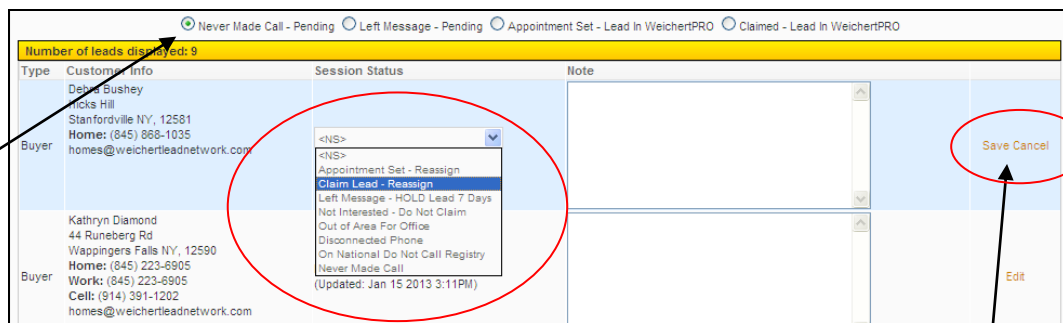 Never Made Call - Pending Left Message - Pending Appointment Set - Lead In WeichertPRO Claimed - Lead In WeichertPRO
Number of leads displayed: 9
Type Customer Info Session Status Note
Debra Bushey
Hicks Hill
Stanfordville NY, 12581
Home: (845) 868-1035
homes@weichertleadnetwork.com
Buyer
<NS>
<NS>
Appointment Set - Reassign
Claim Lead - Reassign
Left Message - HOLD Lead 7 Days
Not Interested - Do Not Claim
Out of Area For Office
Disconnected Phone
On National Do Not Call Registry
Never Made Call
Save Cancel
Kathryn Diamond
44 Runeberg Rd
Wappingers Falls NY, 12590
Home: (845) 223-6905
Work: (845) 223-6905
Cell: (914) 391-1202
homes@weichertleadnetwork.com
Buyer
(Updated: Jan 15 2013 3:11PM)
Edit